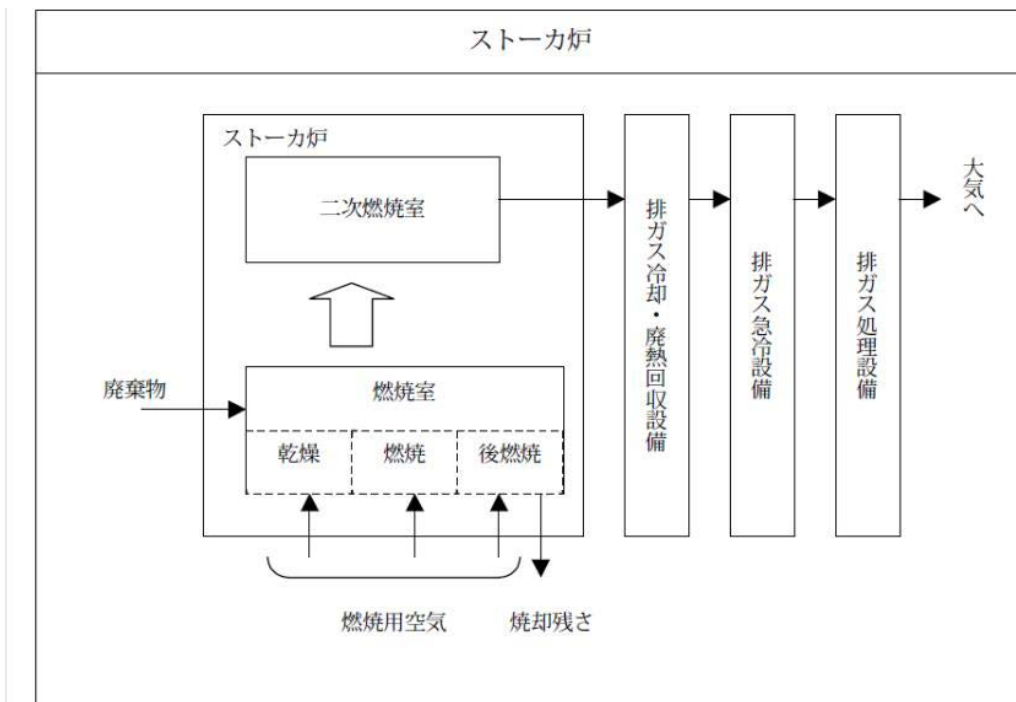 ストーカ炉
ストーカ炉
二次燃焼室
廃棄物
燃焼室
乾燥
燃焼
後燃焼
燃焼用空気
焼却残さ
排ガス冷却・廃熱回収設備
排ガス急冷設備
排ガス処理設備
大気へ